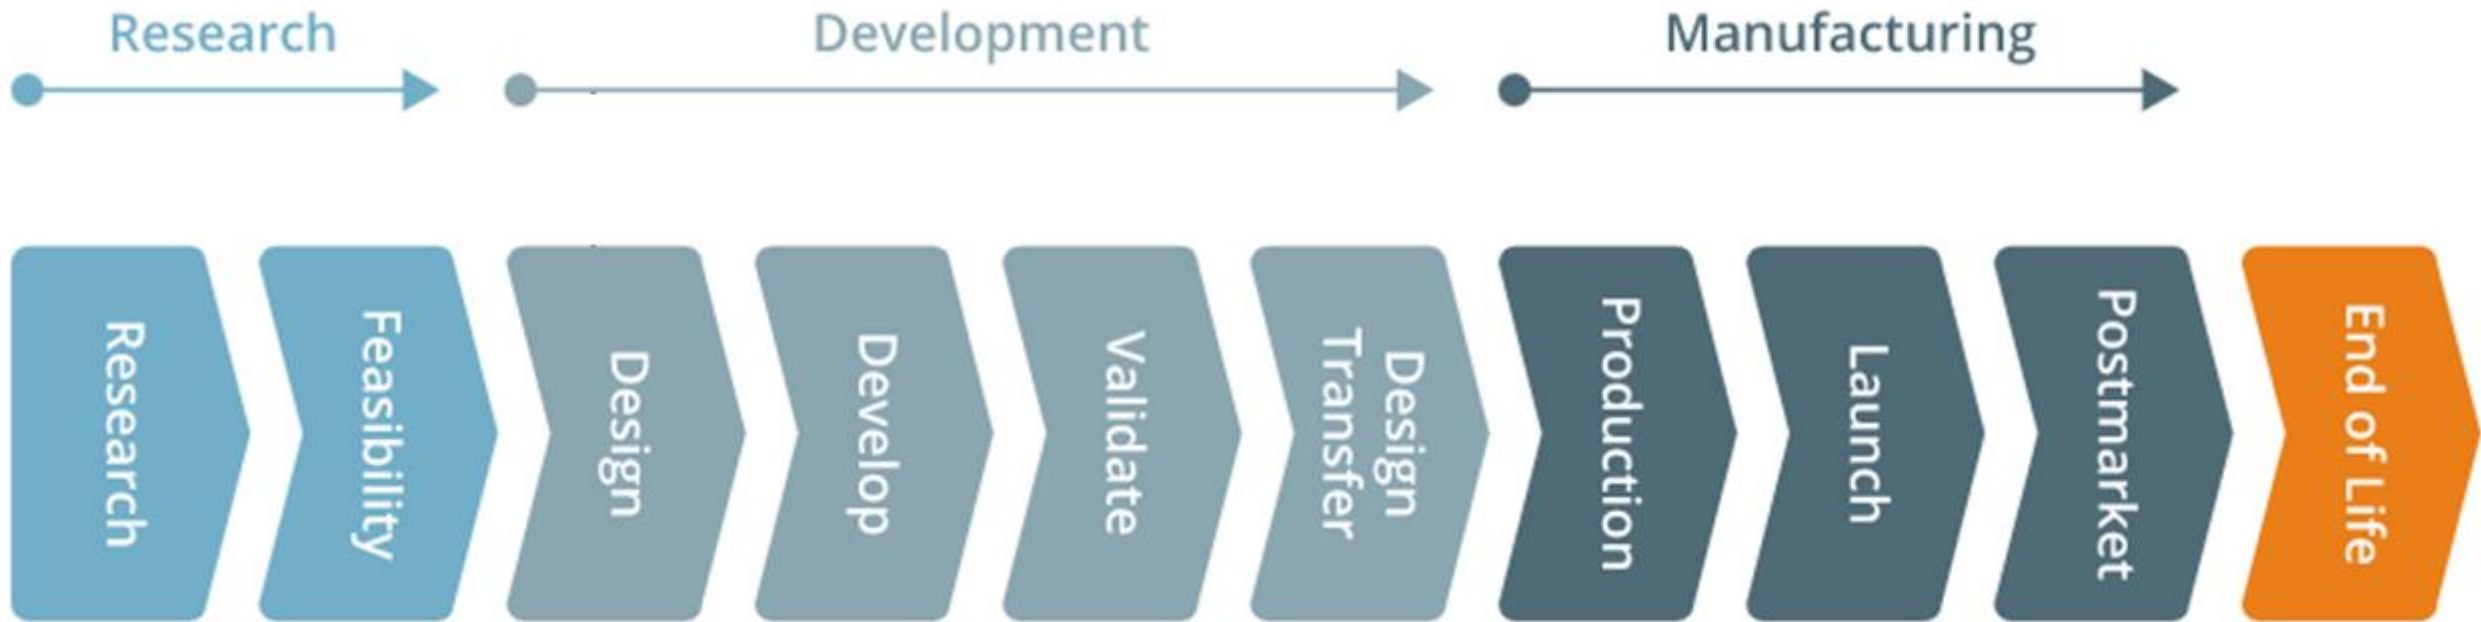 Research
Development
Manufacturing
Research
Feasibility
Design
Develop
Validate
Design
Transfer
Production
Launch
Postmarket
End of Life